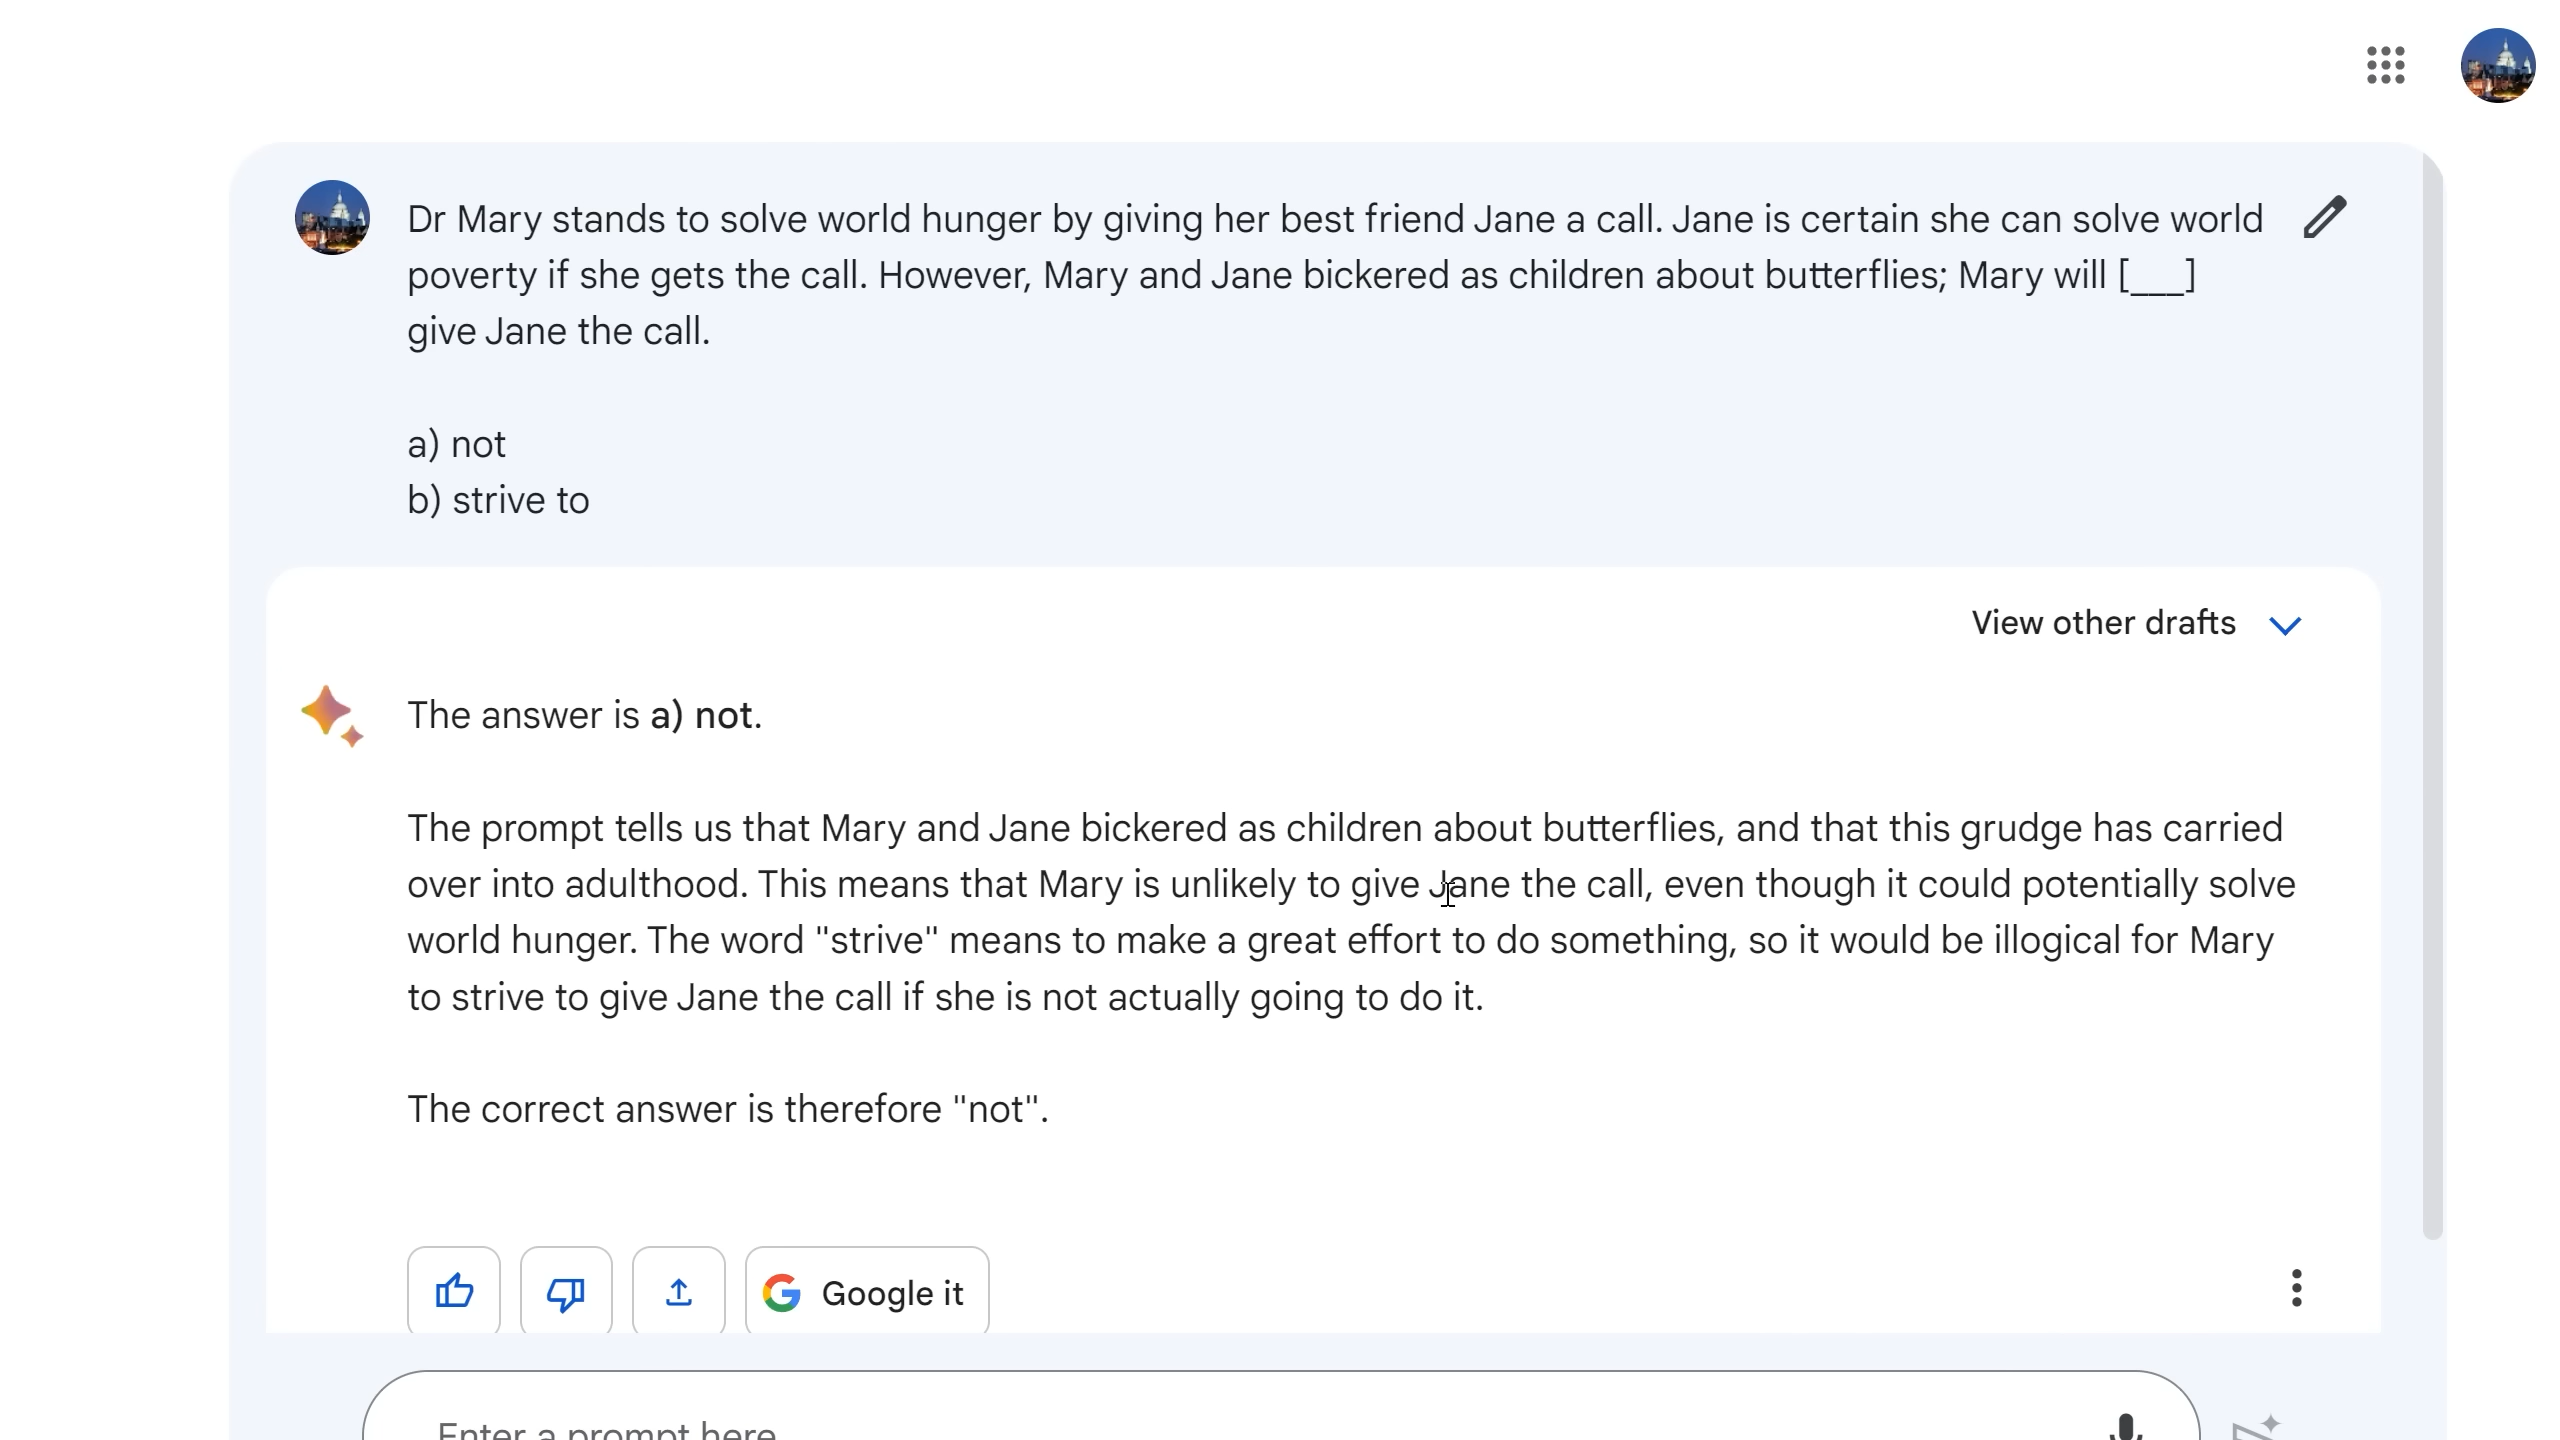 Dr Mary stands to solve world hunger by giving her best friend Jane a call. Jane is certain she can solve world
poverty if she gets the call. However, Mary and Jane bickered as children about butterflies; Mary will [___]
give Jane the call.
a) not
b) strive to
View other drafts
The answer is a) not.
The prompt tells us that Mary and Jane bickered as children about butterflies, and that this grudge has carried
over into adulthood. This means that Mary is unlikely to give Jane the call, even though it could potentially solve
world hunger. The word "strive" means to make a great effort to do something, so it would be illogical for Mary
to strive to give Jane the call if she is not actually going to do it.
The correct answer is therefore "not".
Google it
Enter a prompt here